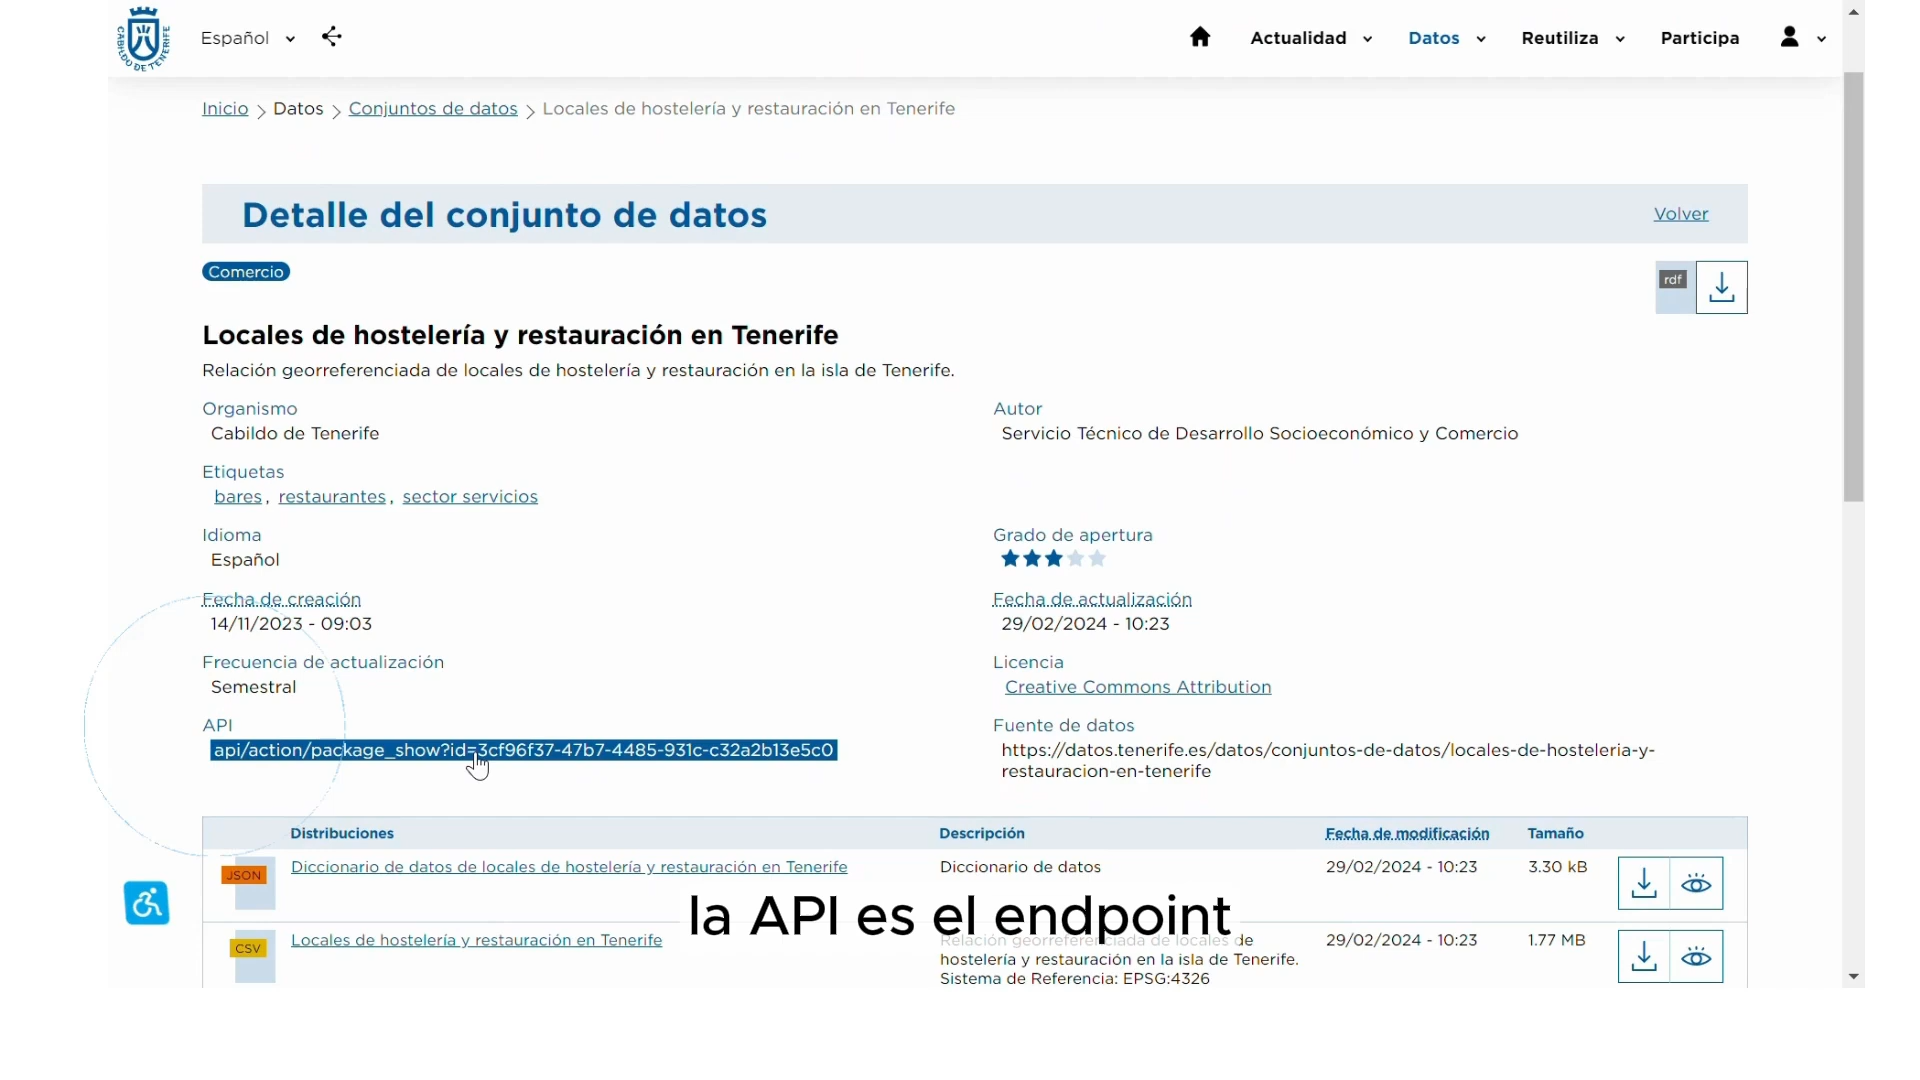 CABILDO DE TENERIFE
Español
Actualidad
Datos
Reutiliza
Participa
Inicio > Datos > Conjuntos de datos > Locales de hostelería y restauración en Tenerife
Detalle del conjunto de datos
Volver
Comercio
rdf
Locales de hostelería y restauración en Tenerife
Relación georreferenciada de locales de hostelería y restauración en la isla de Tenerife.
Organismo
Cabildo de Tenerife
Autor
Servicio Técnico de Desarrollo Socioeconómico y Comercio
Etiquetas
bares, restaurantes, sector servicios
Idioma
Español
Grado de apertura
Fecha de creación
14/11/2023 - 09:03
Fecha de actualización
29/02/2024 - 10:23
Frecuencia de actualización
Semestral
Licencia
Creative Commons Attribution
API
api/action/package_show?id=3cf96f37-47b7-4485-931c-c32a2b13e5c0
Fuente de datos
https://datos.tenerife.es/datos/conjuntos-de-datos/locales-de-hosteleria-y-
restauracion-en-tenerife
Distribuciones
Descripción
Fecha de modificación
Tamaño
JSON
Diccionario de datos de locales de hostelería y restauración en Tenerife
Diccionario de datos
29/02/2024 - 10:23
3.30 kB
la API es el endpoint
CSV
Locales de hostelería y restauración en Tenerife
Relación georreferenciada de locales de
hostelería y restauración en la isla de Tenerife.
Sistema de Referencia: EPSG:4326
29/02/2024 - 10:23
1.77 MB